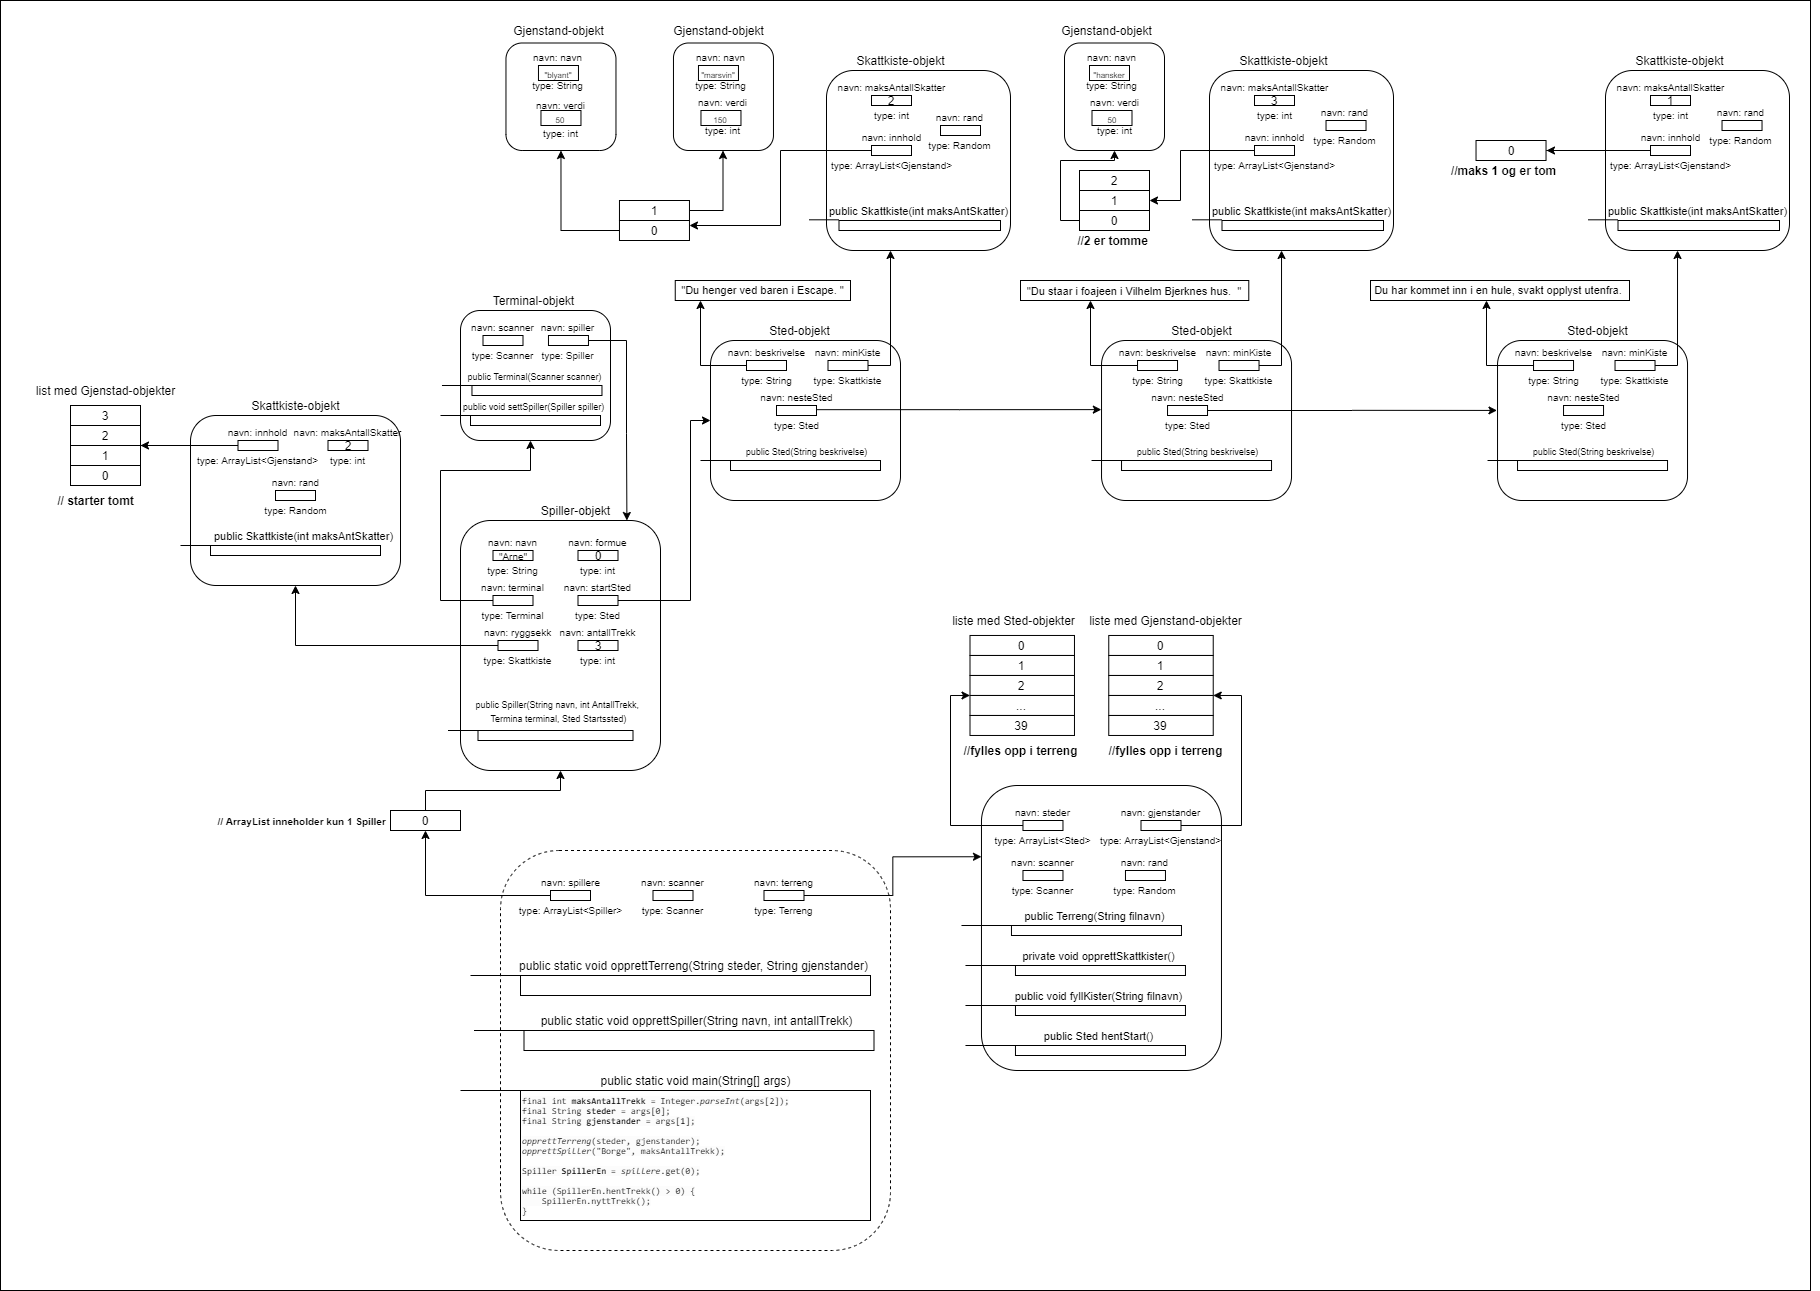 Gjenstand-objekt
navn: navn
"blyant"
type: String
navn: verdi
50
type: int
Gjenstand-objekt
navn: navn
"marsvin"
type: String
navn: verdi
150
type: int
1
0
Skattkiste-objekt
navn: maksAntallSkatter
2
type: int
navn: rand
type: Random
navn: innhold
type: ArrayList<Gjenstand>
public Skattkiste(int maksAntSkatter)
Gjenstand-objekt
navn: navn
"hansker
type: String
navn: verdi
50
type: int
2
1
0
//2 er tomme
Skattkiste-objekt
navn: maksAntallSkatter
3
type: int
navn: rand
type: Random
navn: innhold
type: ArrayList<Gjenstand>
public Skattkiste(int maksAntSkatter)
0
//maks 1 og er tom
Skattkiste-objekt
navn: maksAntallSkatter
1
type: int
navn: rand
type: Random
navn: innhold
type: ArrayList<Gjenstand>
public Skattkiste(int maksAntSkatter)
"Du henger ved baren i Escape. "
Sted-objekt
navn: beskrivelse
type: String
navn: minKiste
type: Skattkiste
navn: nesteSted
type: Sted
public Sted(String beskrivelse)
"Du staar i foajeen i Vilhelm Bjerknes hus.  "
Sted-objekt
navn: beskrivelse
type: String
navn: minKiste
type: Skattkiste
navn: nesteSted
type: Sted
public Sted(String beskrivelse)
Du har kommet inn i en hule, svakt opplyst utenfra.
Sted-objekt
navn: beskrivelse
type: String
navn: minKiste
type: Skattkiste
navn: nesteSted
type: Sted
public Sted(String beskrivelse)
Terminal-objekt
navn: scanner
type: Scanner
navn: spiller
type: Spiller
public Terminal(Scanner scanner)
public void settSpiller(Spiller spiller)
list med Gjenstad-objekter
3
2
1
0
// starter tomt
Skattkiste-objekt
navn: innhold
type: ArrayList<Gjenstand>
navn: maksAntallSkatter
2
type: int
navn: rand
type: Random
public Skattkiste(int maksAntSkatter)
Spiller-objekt
navn: navn
"Arne"
type: String
navn: formue
0
type: int
navn: terminal
type: Terminal
navn: startSted
type: Sted
navn: ryggsekk
type: Skattkiste
navn: antallTrekk
3
type: int
public Spiller(String navn, int AntallTrekk,
Termina terminal, Sted Startssted)
// ArrayList inneholder kun 1 Spiller
0
liste med Sted-objekter
0
1
2
...
39
//fylles opp i terreng
liste med Gjenstand-objekter
0
1
2
...
39
//fylles opp i terreng
navn: steder
type: ArrayList<Sted>
navn: gjenstander
type: ArrayList<Gjenstand>
navn: scanner
type: Scanner
navn: rand
type: Random
public Terreng(String filnavn)
private void opprettSkattkister()
public void fyllKister(String filnavn)
public Sted hentStart()
navn: spillere
type: ArrayList<Spiller>
navn: scanner
type: Scanner
navn: terreng
type: Terreng
public static void opprettTerreng(String steder, String gjenstander)
public static void opprettSpiller(String navn, int antallTrekk)
public static void main(String[] args)
final int maksAntallTrekk = Integer.parseInt(args[2]);
final String steder = args[0];
final String gjenstander = args[1];
opprettTerreng(steder, gjenstander);
opprettSpiller("Borge", maksAntallTrekk);
Spiller SpillerEn = spillere.get(0);
while (SpillerEn.hentTrekk() > 0) {
SpillerEn.nyttTrekk();
}